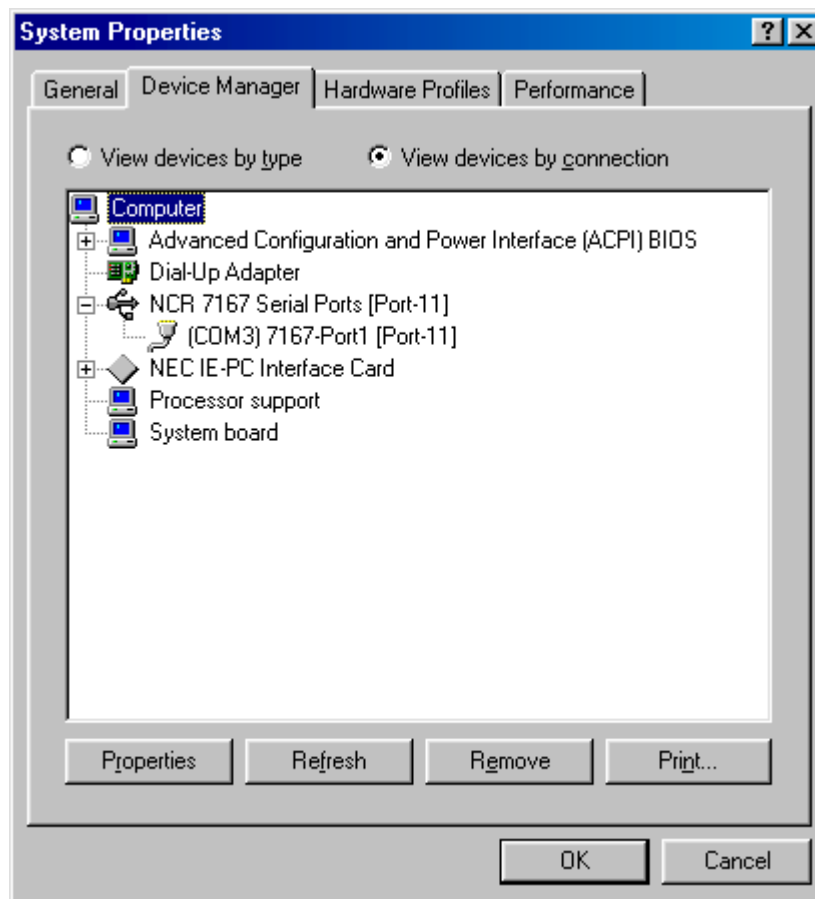 System Properties
General Device Manager Hardware Profiles Performance
View devices by type View devices by connection
Computer
Advanced Configuration and Power Interface (ACPI) BIOS
Dial-Up Adapter
NCR 7167 Serial Ports [Port-11]
(COM3) 7167-Port1 [Port-11]
NEC IE-PC Interface Card
Processor support
System board
Properties Refresh Remove Print...
OK Cancel